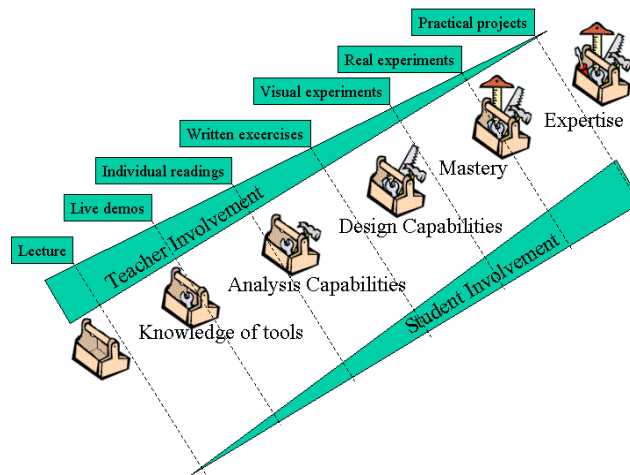 Practical projects
Real experiments
Visual experiments
Written excercises
Individual readings
Live demos
Lecture
Teacher Involvement
Expertise
Mastery
Design Capabilities
Analysis Capabilities
Knowledge of tools
Student Involvement